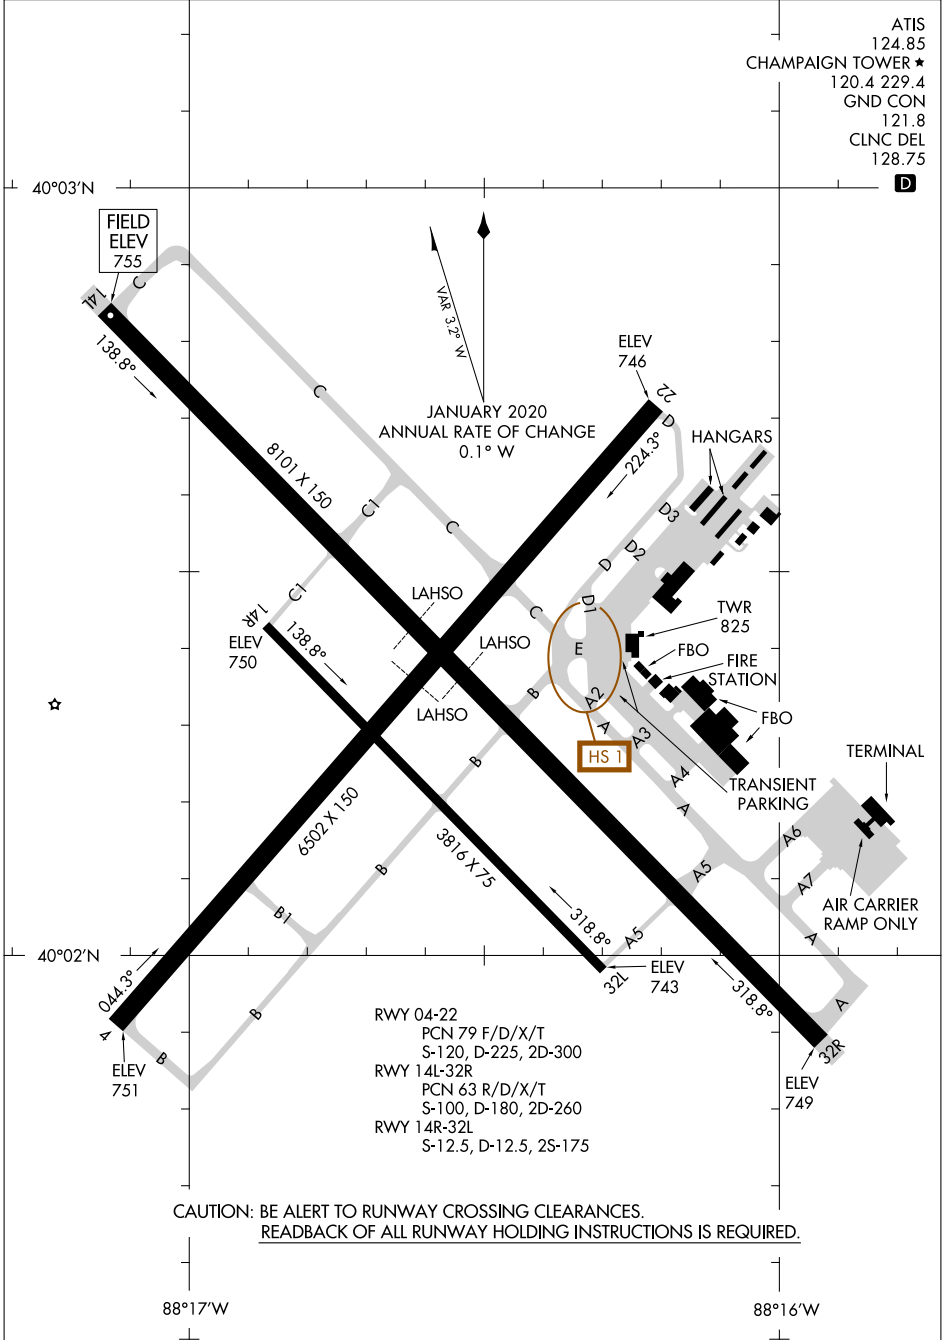 ATIS
124.85
CHAMPAIGN TOWER ★
120.4 229.4
GND CON
121.8
CLNC DEL
128.75
D
40°03'N
FIELD
ELEV
755
C
14L
138.8°
VAR 3.2° W
JANUARY 2020
ANNUAL RATE OF CHANGE
0.1° W
ELEV
746
22
D
224.3°
HANGARS
C
8101 X 150
C1
C
D3
D2
D
C1
LAHSO
D1
C
14R
ELEV
750
138.8°
LAHSO
E
TWR
825
FBO
FIRE
STATION
B
A2
LAHSO
A
FBO
HS 1
A3
TERMINAL
B
A4
TRANSIENT
PARKING
A
6502 X 150
3816 X 75
A6
B
A5
A7
AIR CARRIER
RAMP ONLY
B1
318.8°
A5
A
40°02'N
044.3°
32L
ELEV
743
318.8°
A
4
B
B
ELEV
751
32R
ELEV
749
RWY 04-22
PCN 79 F/D/X/T
S-120, D-225, 2D-300
RWY 14L-32R
PCN 63 R/D/X/T
S-100, D-180, 2D-260
RWY 14R-32L
S-12.5, D-12.5, 2S-175
CAUTION: BE ALERT TO RUNWAY CROSSING CLEARANCES.
READBACK OF ALL RUNWAY HOLDING INSTRUCTIONS IS REQUIRED.
88°17'W
88°16'W